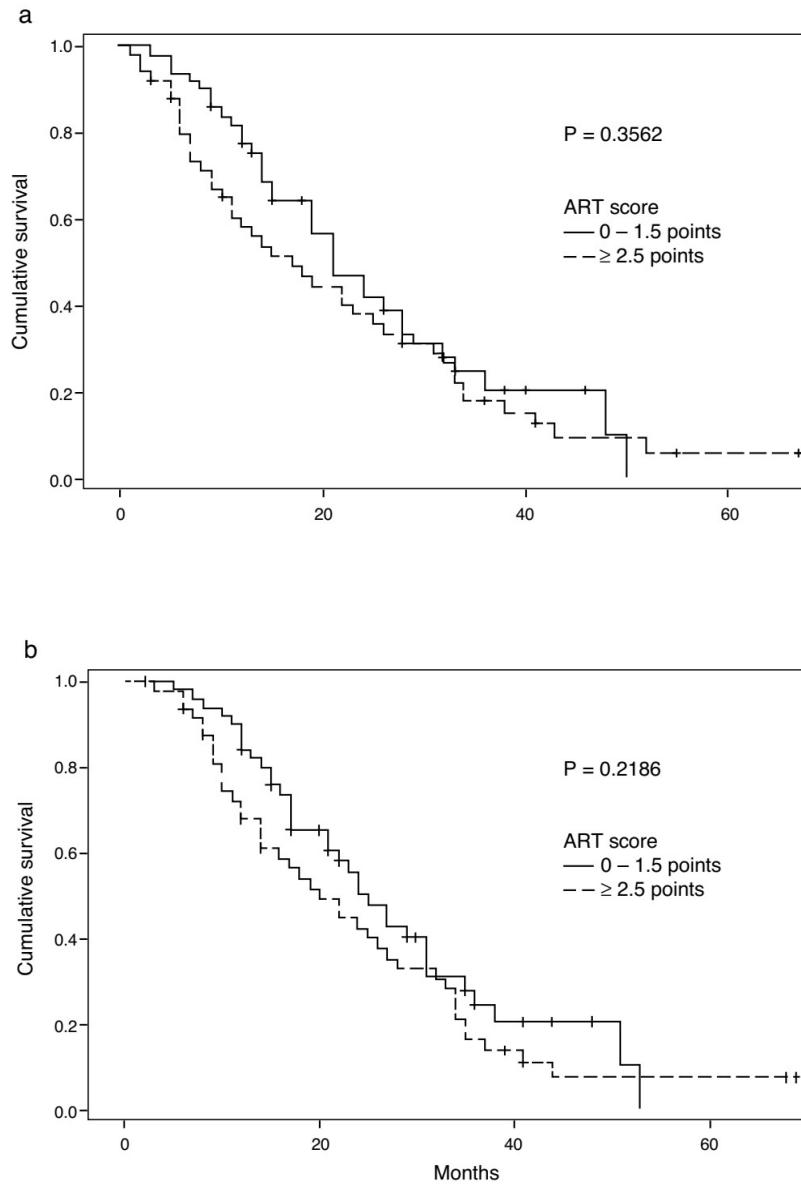 a
1.0
0.8
0.6
0.4
0.2
0.0
Cumulative survival
P = 0.3562
ART score
0 – 1.5 points
≥ 2.5 points
0 20 40 60
b
1.0
0.8
0.6
0.4
0.2
0.0
Cumulative survival
P = 0.2186
ART score
0 – 1.5 points
≥ 2.5 points
0 20 40 60
Months